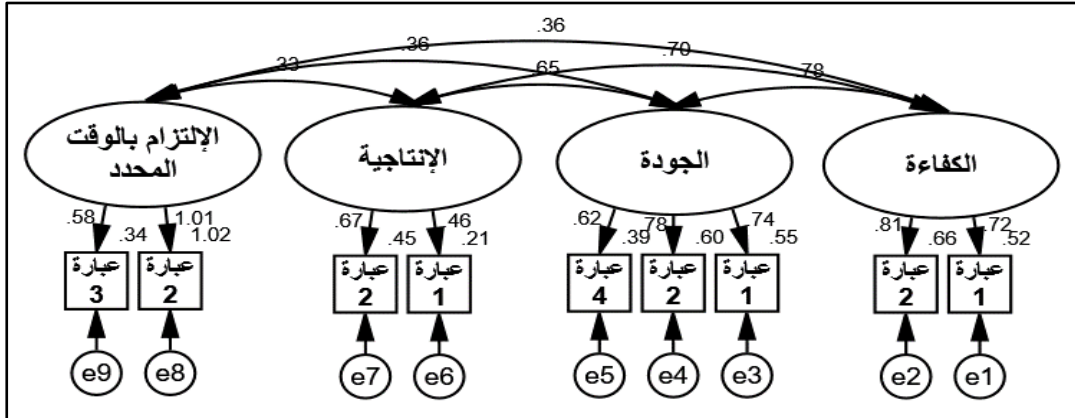 .36
.36
.70
.33
.65
.78
الإلتزام بالوقت
المحدد
الإنتاجية
الجودة
الكفاءة
.58
1.01
.67
.46
.62
.78
.74
.81
.72
.34
1.02
.45
.21
.39
.60
.55
.66
.52
عبارة
3
عبارة
2
عبارة
2
عبارة
1
عبارة
4
عبارة
2
عبارة
1
عبارة
2
عبارة
1
e9
e8
e7
e6
e5
e4
e3
e2
e1